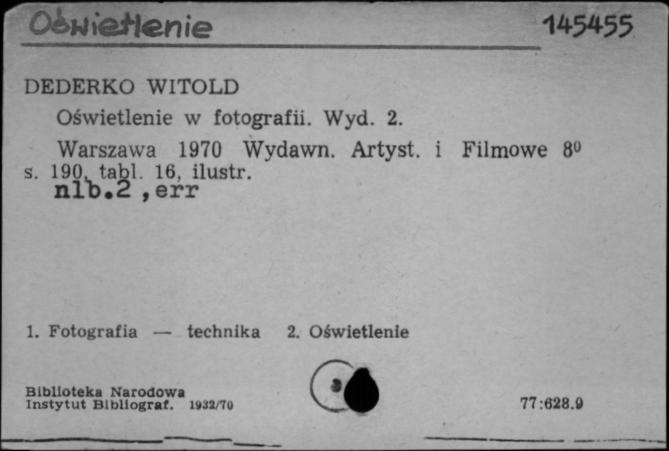 Oświetlenie 145455
DEDERKO WITOLD
Oświetlenie w fotografii. Wyd. 2.
Warszawa 1970 Wydawn. Artyst. i Filmowe 8⁰
s. 190, tabl. 16, ilustr.
nlb.2 ,err
1. Fotografia — technika 2. Oświetlenie
Biblioteka Narodowa
Instytut Bibliograf. 1932/70 77:628.9